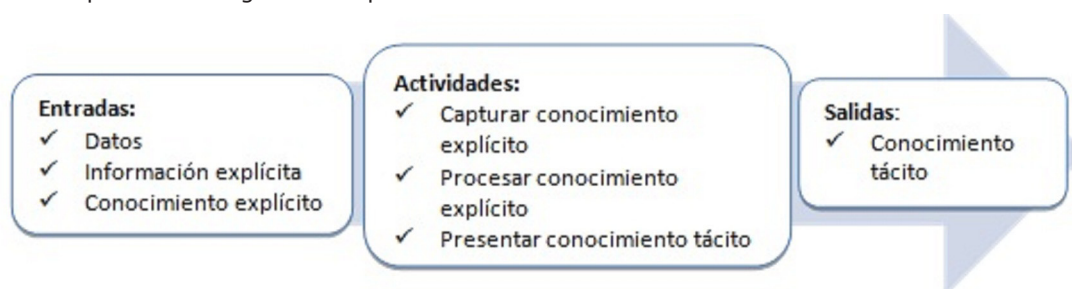 Entradas:
✓ Datos
✓ Información explícita
✓ Conocimiento explícito
Actividades:
✓ Capturar conocimiento
explícito
✓ Procesar conocimiento
explícito
✓ Presentar conocimiento tácito
Salidas:
✓ Conocimiento
tácito